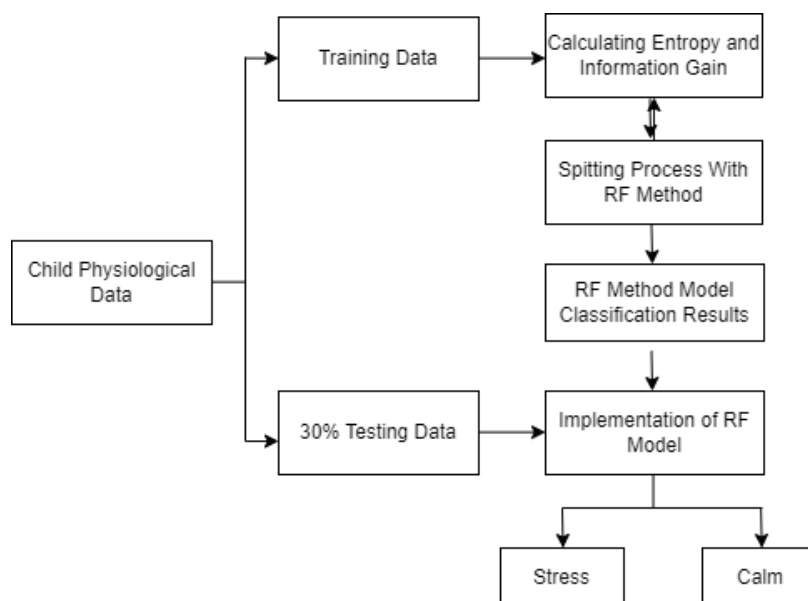 Training Data
Calculating Entropy and
Information Gain
Spitting Process With
RF Method
Child Physiological
Data
RF Method Model
Classification Results
30% Testing Data
Implementation of RF
Model
Stress
Calm